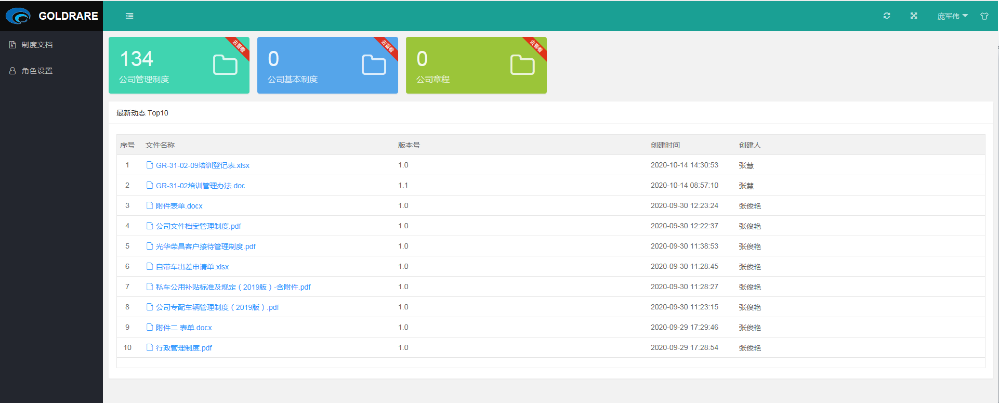 GOLDRARE
庞军伟
制度文档
角色设置
134
公司管理制度
去看看
0
公司基本制度
去看看
0
公司章程
去看看
最新动态 Top10
序号 文件名称 版本号 创建时间 创建人
1 GR-31-02-09培训登记表.xlsx 1.0 2020-10-14 14:30:53 张慧
2 GR-31-02培训管理办法.doc 1.1 2020-10-14 08:57:10 张慧
3 附件表单.docx 1.0 2020-09-30 12:23:24 张俊艳
4 公司文件档案管理制度.pdf 1.0 2020-09-30 12:22:37 张俊艳
5 光华荣昌客户接待管理制度.pdf 1.0 2020-09-30 11:38:53 张俊艳
6 自带车出差申请单.xlsx 1.0 2020-09-30 11:28:45 张俊艳
7 私车公用补贴标准及规定（2019版）-含附件.pdf 1.0 2020-09-30 11:28:27 张俊艳
8 公司专配车辆管理制度（2019版）.pdf 1.0 2020-09-30 11:23:15 张俊艳
9 附件二 表单.docx 1.0 2020-09-29 17:29:46 张俊艳
10 行政管理制度.pdf 1.0 2020-09-29 17:28:54 张俊艳